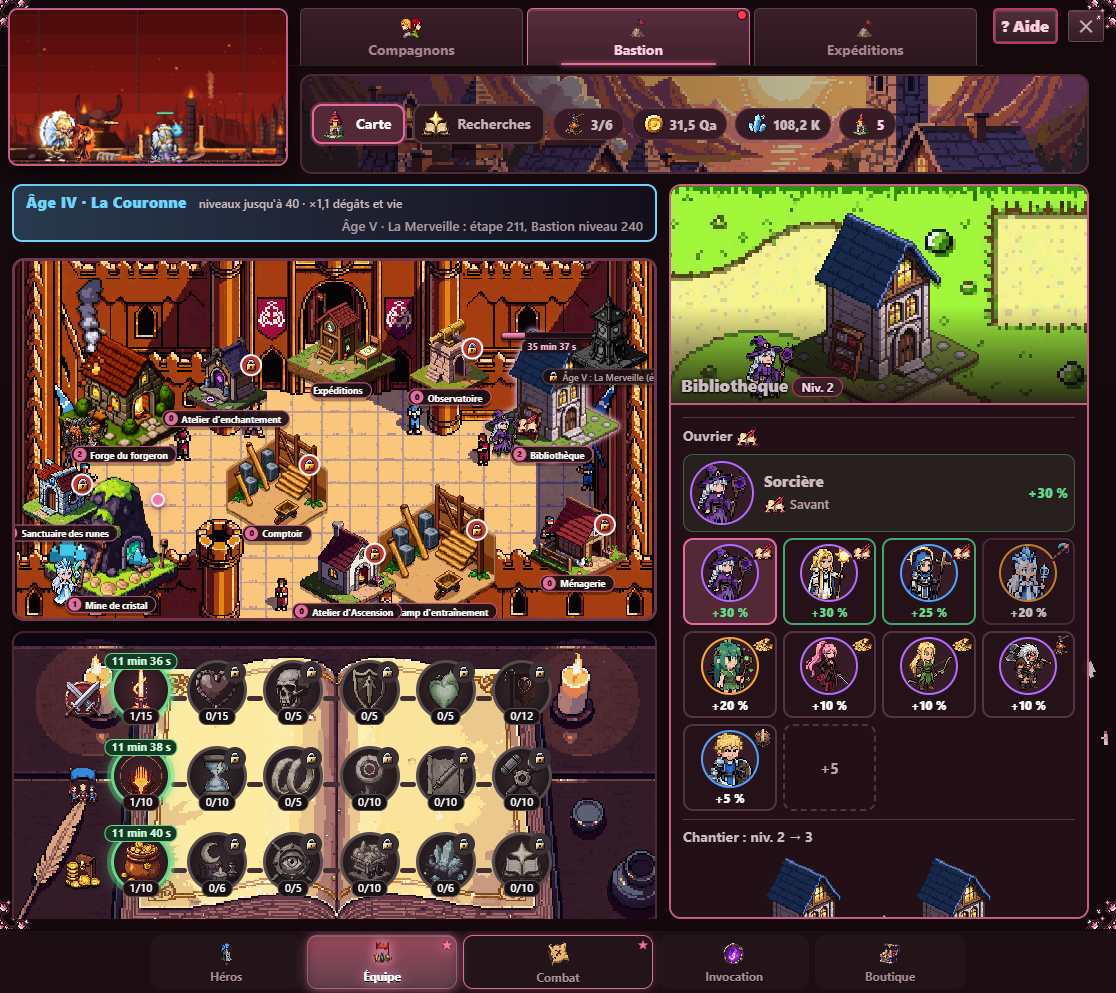 Compagnons
Bastion
Expéditions
? Aide
Carte
Recherches
3/6
31,5 Qa
108,2 K
5
Âge IV · La Couronne niveaux jusqu'à 40 · ×1,1 dégâts et vie
Âge V · La Merveille : étape 211, Bastion niveau 240
35 min 37 s
Âge V : La Merveille (é
Expéditions
0 Observatoire
0 Atelier d'enchantement
2 Forge du forgeron
2 Bibliothèque
Sanctuaire des runes
0 Comptoir
0 Ménagerie
1 Mine de cristal
0 Atelier d'Ascension
amp d'entraînement
Bibliothèque Niv. 2
Ouvrier
Sorcière
Savant
+30 %
+30 %
+30 %
+25 %
+20 %
+20 %
+10 %
+10 %
+10 %
+5 %
+5
Chantier : niv. 2 → 3
11 min 36 s
1/15
0/15
0/5
0/5
0/5
0/12
11 min 38 s
1/10
0/10
0/5
0/10
0/10
0/10
11 min 40 s
1/10
0/6
0/5
0/10
0/6
0/10
Héros
Équipe
Combat
Invocation
Boutique